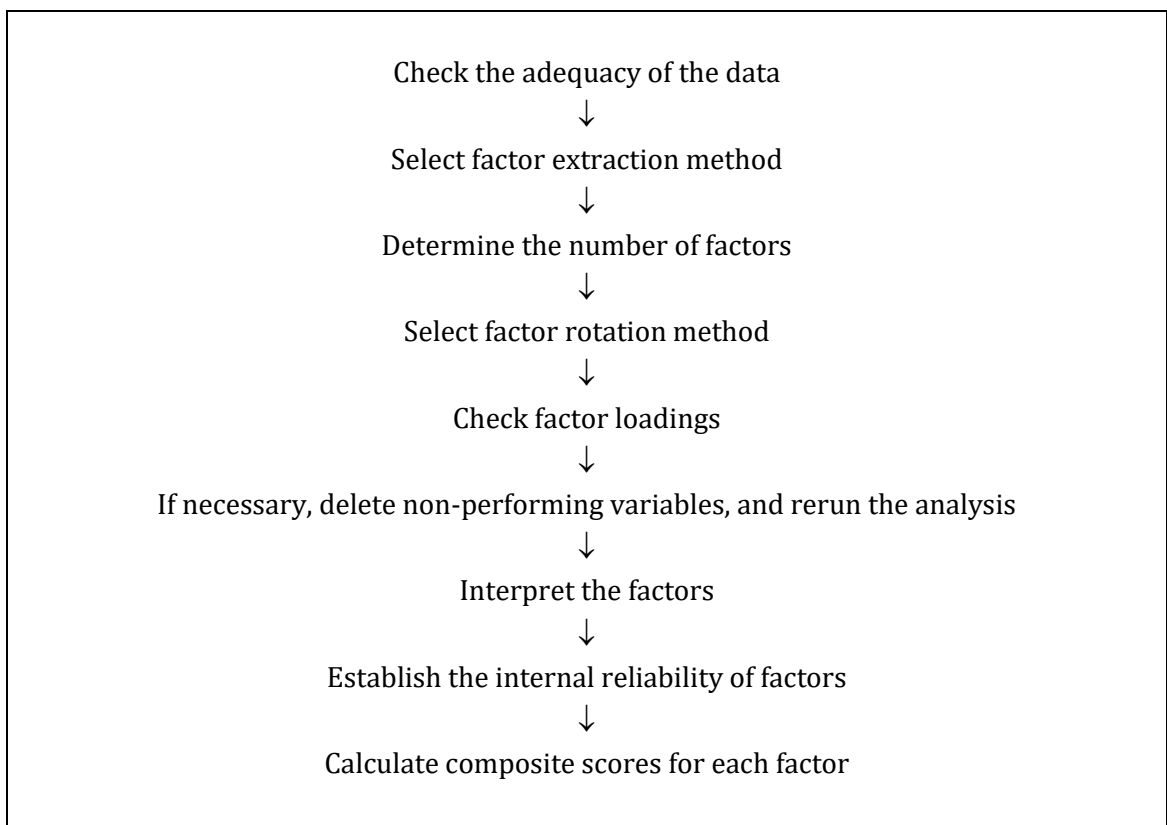 Check the adequacy of the data
↓
Select factor extraction method
↓
Determine the number of factors
↓
Select factor rotation method
↓
Check factor loadings
↓
If necessary, delete non-performing variables, and rerun the analysis
↓
Interpret the factors
↓
Establish the internal reliability of factors
↓
Calculate composite scores for each factor